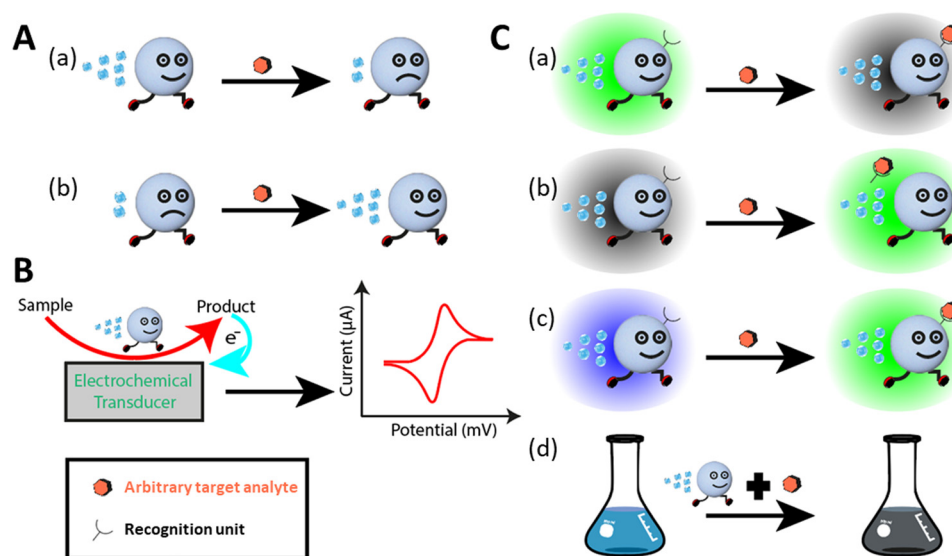 A
(a)
(b)
B
Sample
Product
e-
Electrochemical
Transducer
Current (μA)
Potential (mV)
Arbitrary target analyte
Recognition unit
C
(a)
(b)
(c)
(d)